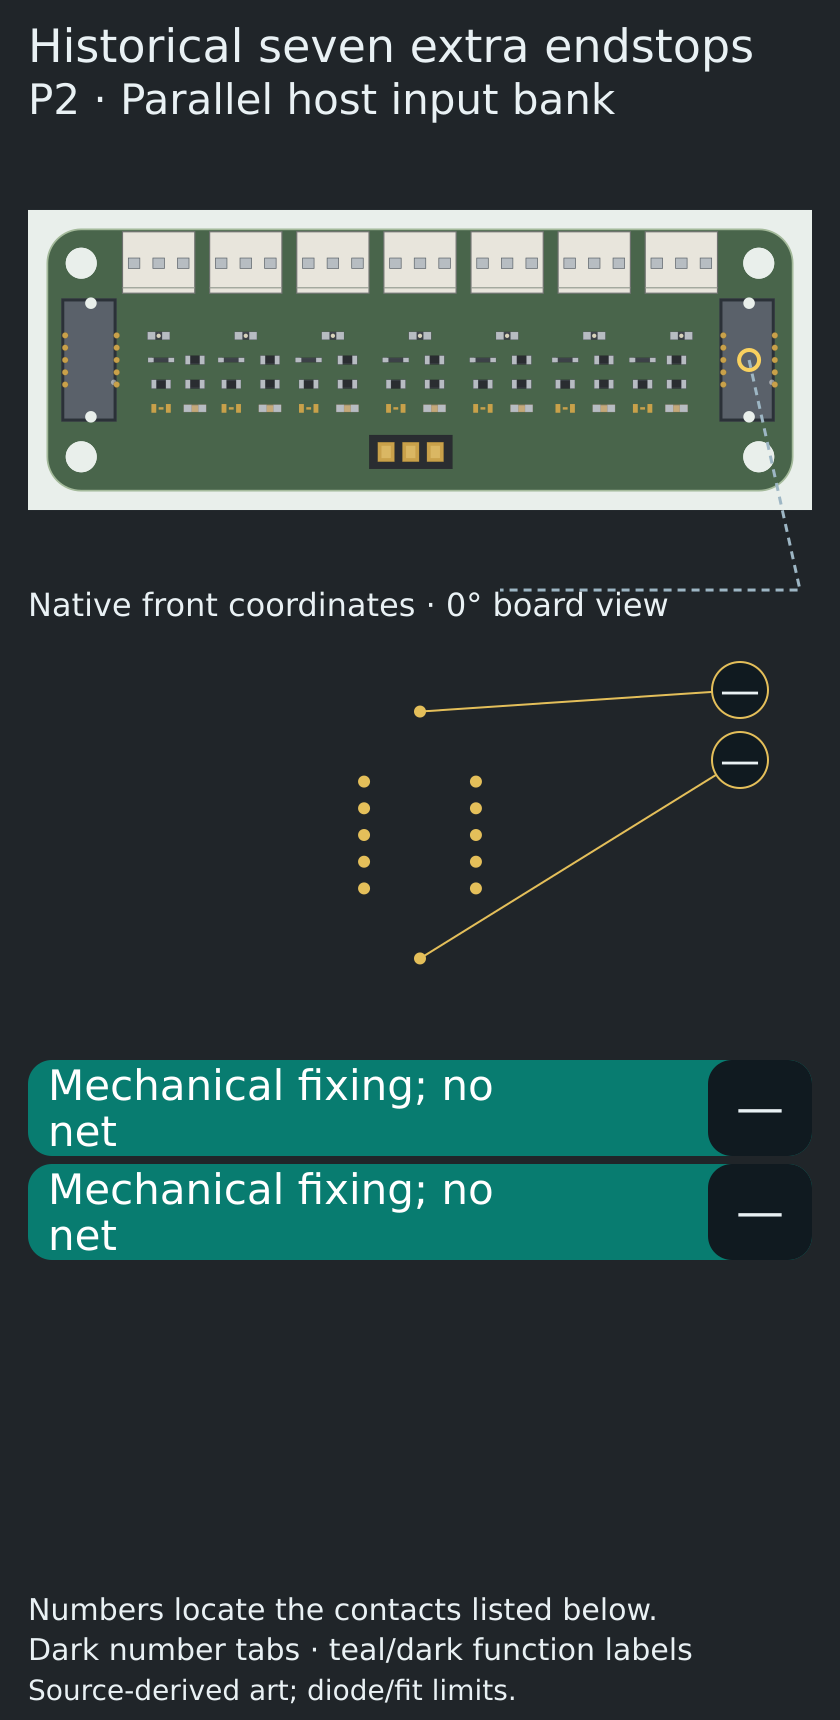 Historical seven extra endstops
P2 · Parallel host input bank
Native front coordinates · 0° board view
—
—
Mechanical fixing; no
net
—
Mechanical fixing; no
net
—
Numbers locate the contacts listed below.
Dark number tabs · teal/dark function labels
Source-derived art; diode/fit limits.